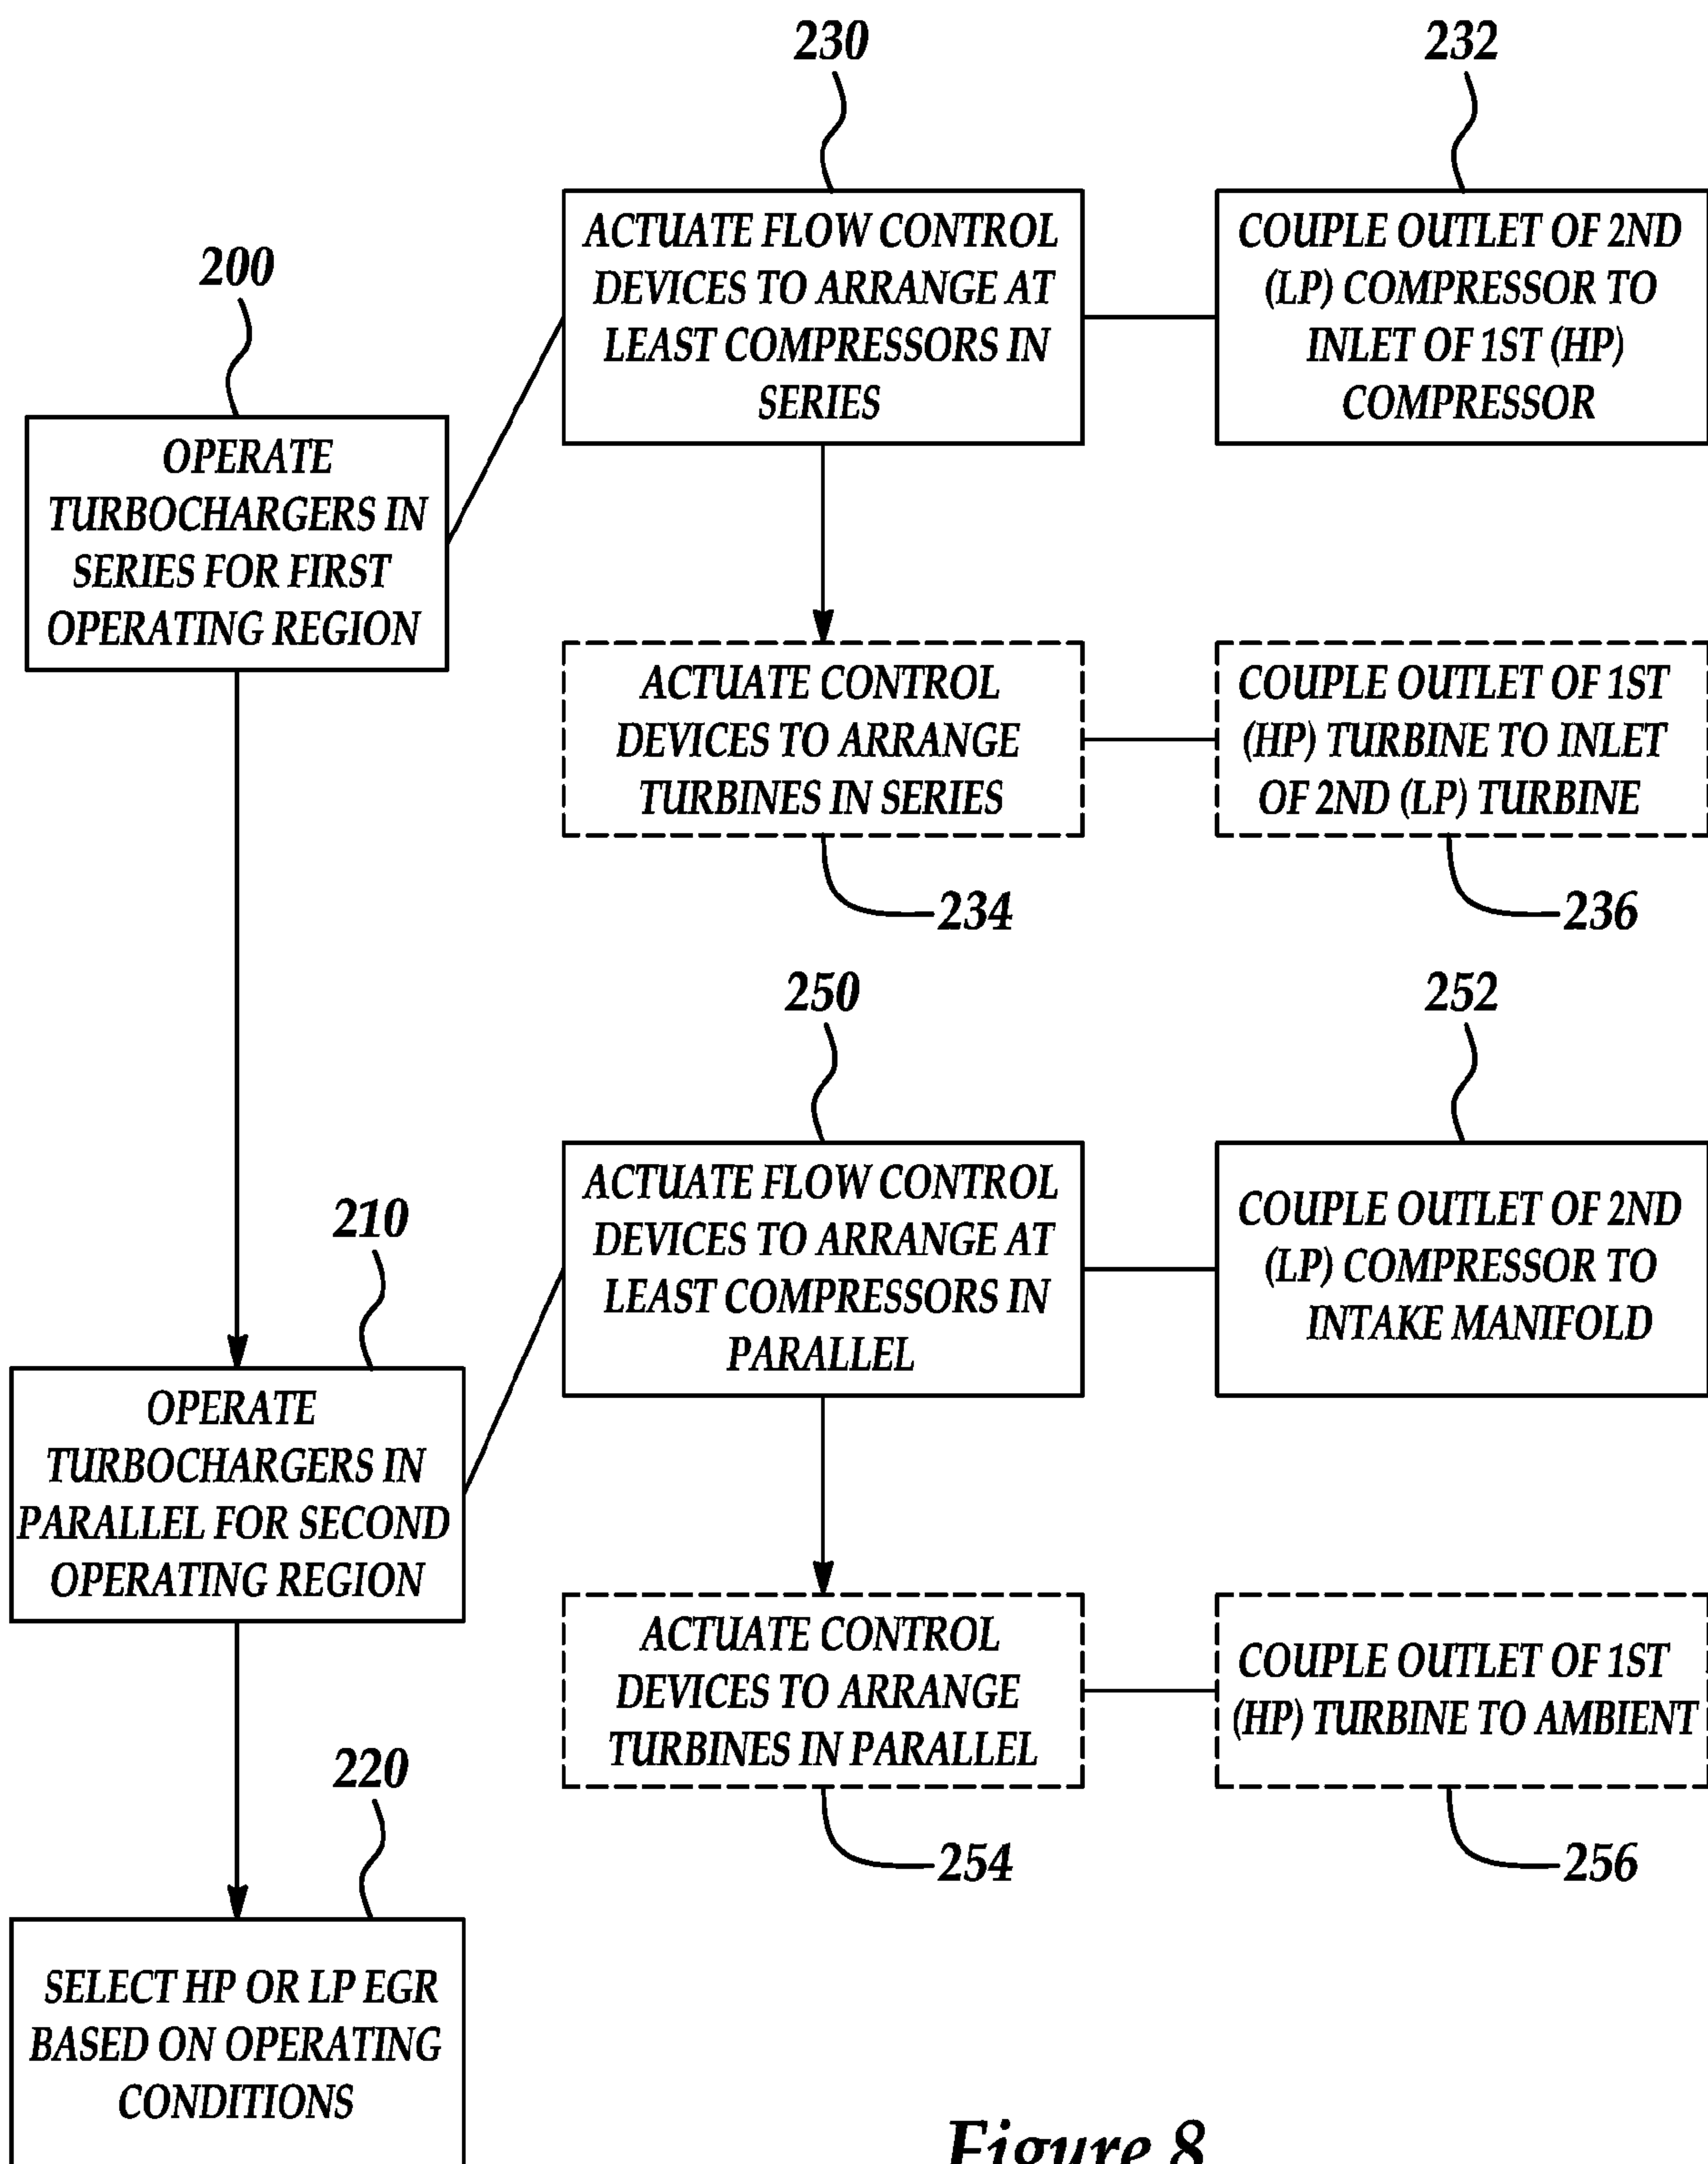 230
232
ACTUATE FLOW CONTROL
DEVICES TO ARRANGE AT
LEAST COMPRESSORS IN
SERIES
COUPLE OUTLET OF 2ND
(LP) COMPRESSOR TO
INLET OF 1ST (HP)
COMPRESSOR
200
OPERATE
TURBOCHARGERS IN
SERIES FOR FIRST
OPERATING REGION
ACTUATE CONTROL
DEVICES TO ARRANGE
TURBINES IN SERIES
COUPLE OUTLET OF 1ST
(HP) TURBINE TO INLET
OF 2ND (LP) TURBINE
234
236
250
252
ACTUATE FLOW CONTROL
DEVICES TO ARRANGE AT
LEAST COMPRESSORS IN
PARALLEL
COUPLE OUTLET OF 2ND
(LP) COMPRESSOR TO
INTAKE MANIFOLD
210
OPERATE
TURBOCHARGERS IN
PARALLEL FOR SECOND
OPERATING REGION
ACTUATE CONTROL
DEVICES TO ARRANGE
TURBINES IN PARALLEL
COUPLE OUTLET OF 1ST
(HP) TURBINE TO AMBIENT
254
256
220
SELECT HP OR LP EGR
BASED ON OPERATING
CONDITIONS
Figure 8